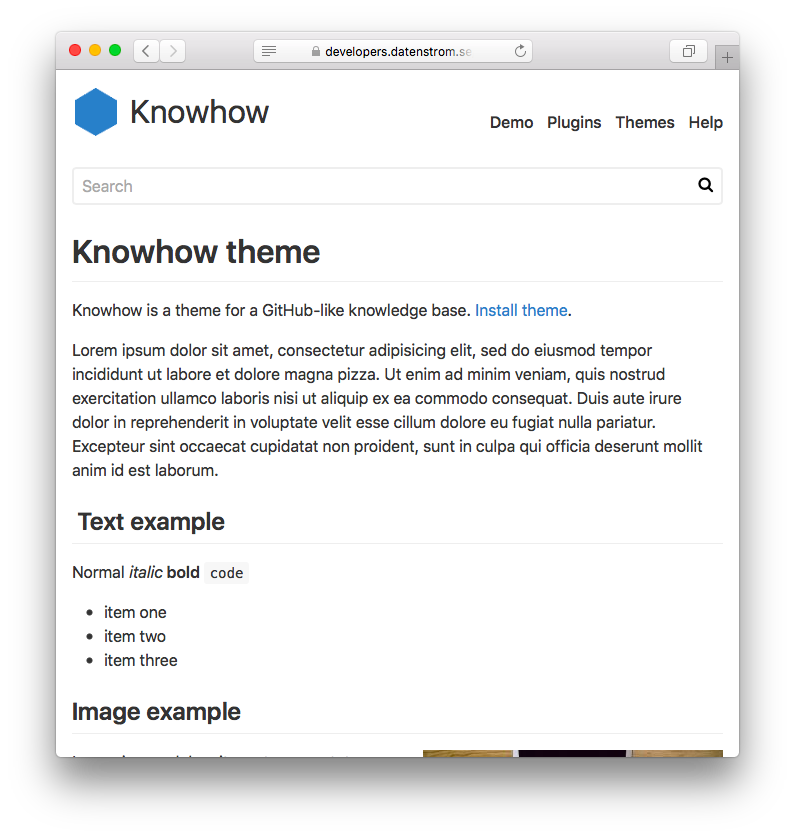 developers.datenstrom.se
Knowhow
Demo Plugins Themes Help
Search
Knowhow theme
Knowhow is a theme for a GitHub-like knowledge base. Install theme.
Lorem ipsum dolor sit amet, consectetur adipisicing elit, sed do eiusmod tempor
incididunt ut labore et dolore magna pizza. Ut enim ad minim veniam, quis nostrud
exercitation ullamco laboris nisi ut aliquip ex ea commodo consequat. Duis aute irure
dolor in reprehenderit in voluptate velit esse cillum dolore eu fugiat nulla pariatur.
Excepteur sint occaecat cupidatat non proident, sunt in culpa qui officia deserunt mollit
anim id est laborum.
Text example
Normal italic bold code
• item one
• item two
• item three
Image example